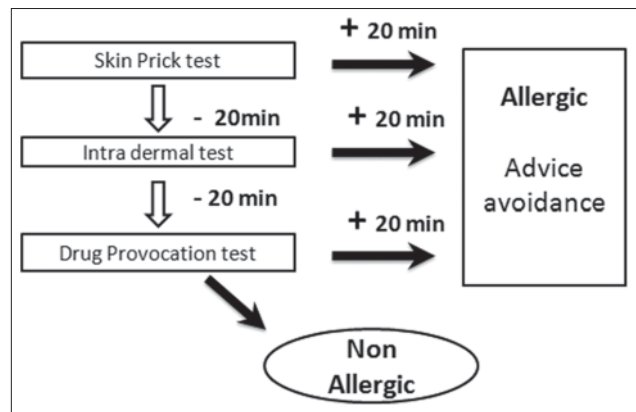 + 20 min
Skin Prick test
- 20min
+ 20 min
Intra dermal test
- 20 min
+ 20 min
Drug Provocation test
Allergic
Advice
avoidance
Non
Allergic